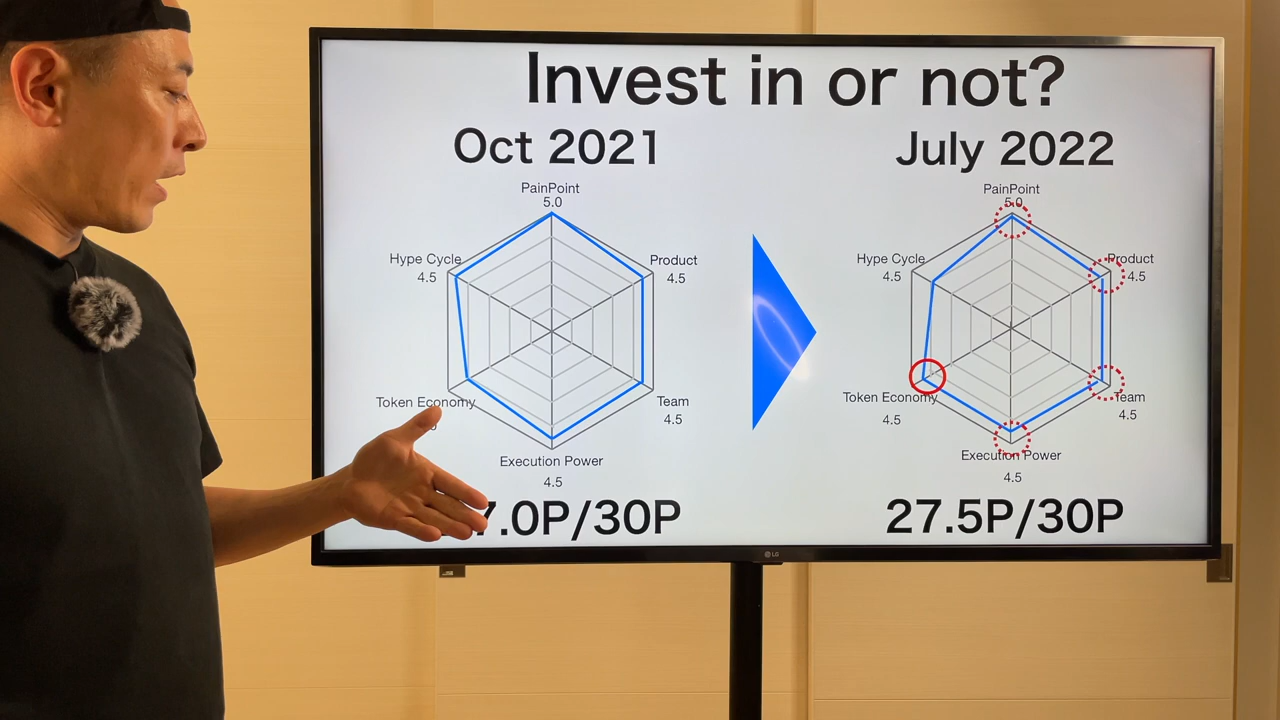 Invest in or not?
Oct 2021
PainPoint
5.0
Hype Cycle
4.5
Product
4.5
Token Economy
Team
4.5
Execution Power
4.5
7.0P/30P
July 2022
PainPoint
5.0
Hype Cycle
4.5
Product
4.5
Token Economy
4.5
Team
4.5
Execution Power
4.5
27.5P/30P
LG